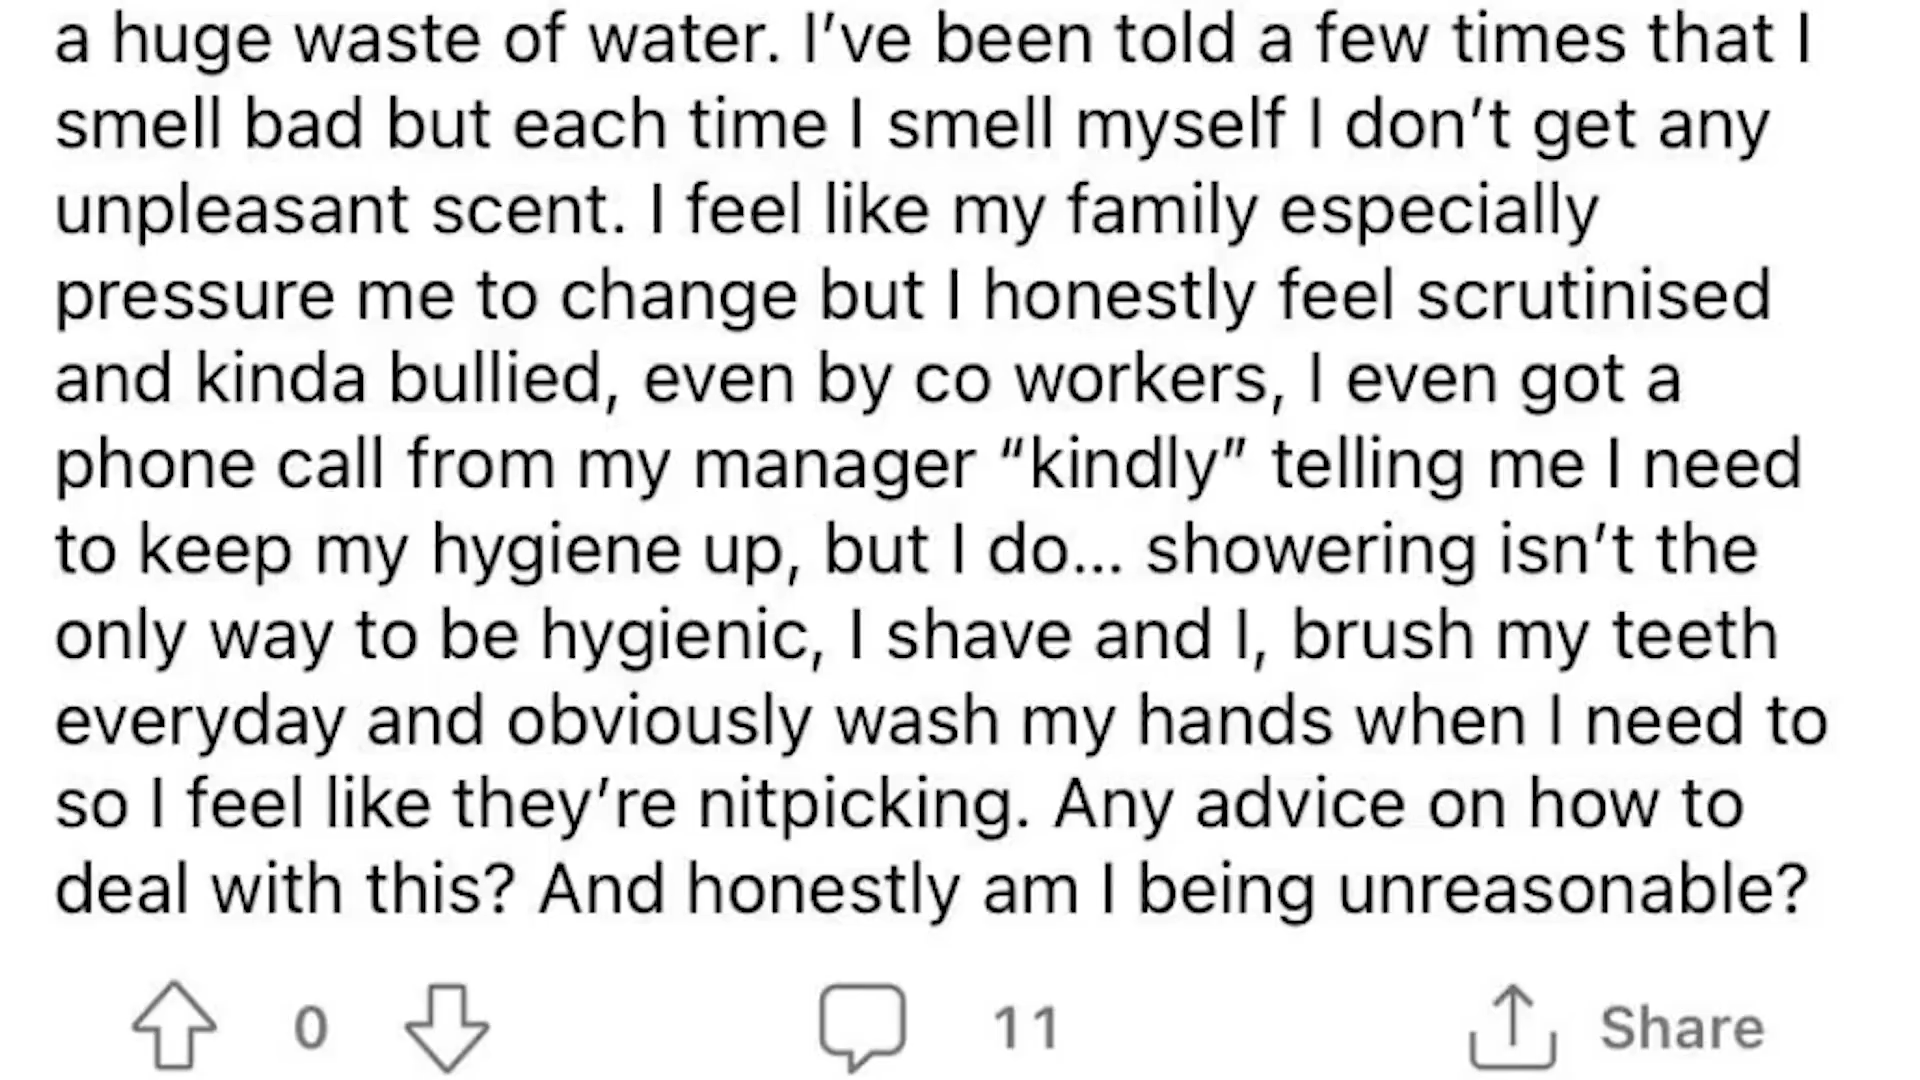 a huge waste of water. I’ve been told a few times that I
smell bad but each time I smell myself I don’t get any
unpleasant scent. I feel like my family especially
pressure me to change but I honestly feel scrutinised
and kinda bullied, even by co workers, I even got a
phone call from my manager “kindly” telling me I need
to keep my hygiene up, but I do... showering isn’t the
only way to be hygienic, I shave and I, brush my teeth
everyday and obviously wash my hands when I need to
so I feel like they’re nitpicking. Any advice on how to
deal with this? And honestly am I being unreasonable?
0 11 Share